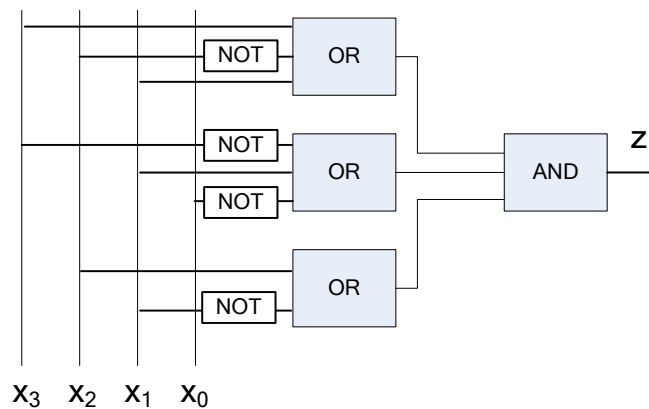 NOT
OR
NOT
OR
NOT
AND
z
OR
NOT
x₃ x₂ x₁ x₀